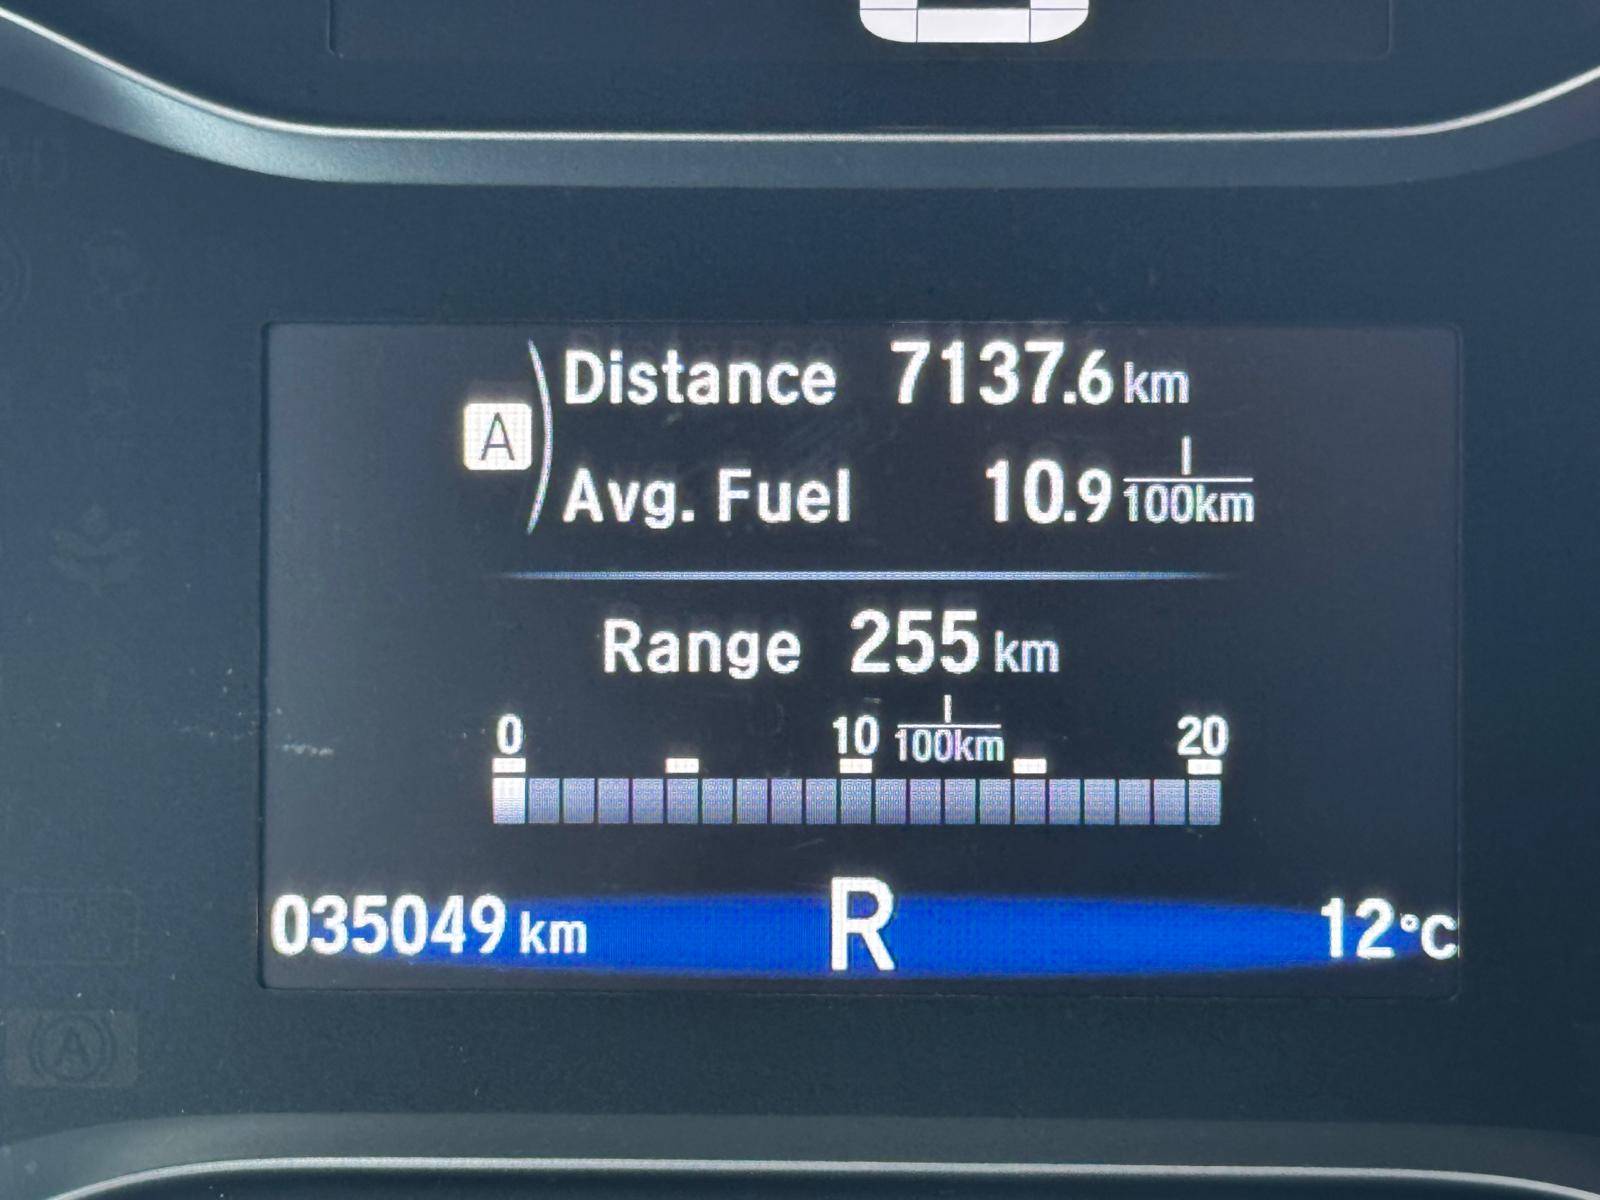 A
Distance 7137.6 km
Avg. Fuel 10.9 l/100km
Range 255 km
0 10 l/100km 20
035049 km R 12°C
A